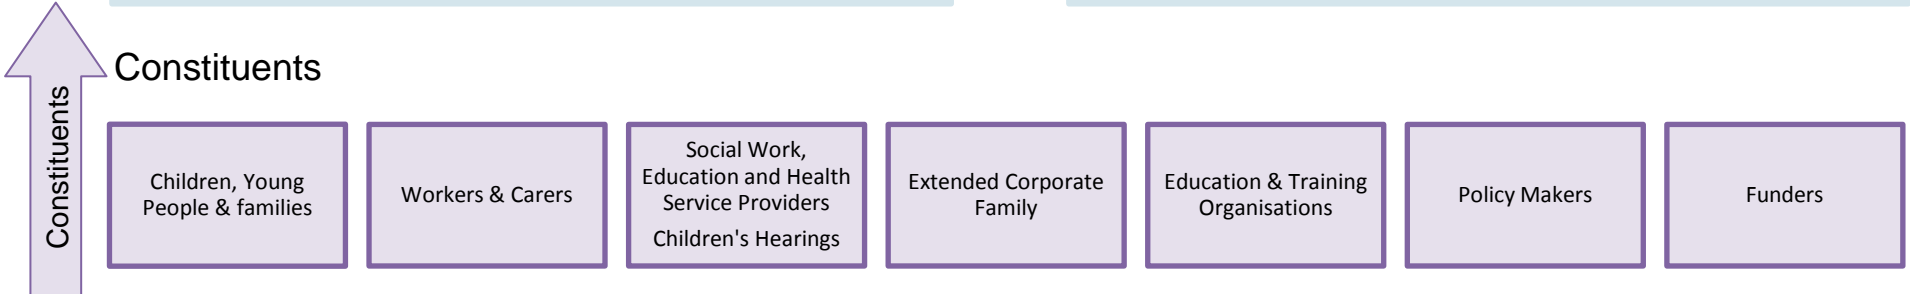 Constituents
Constituents
Children, Young
People & families
Workers & Carers
Social Work,
Education and Health
Service Providers
Children's Hearings
Extended Corporate
Family
Education & Training
Organisations
Policy Makers
Funders